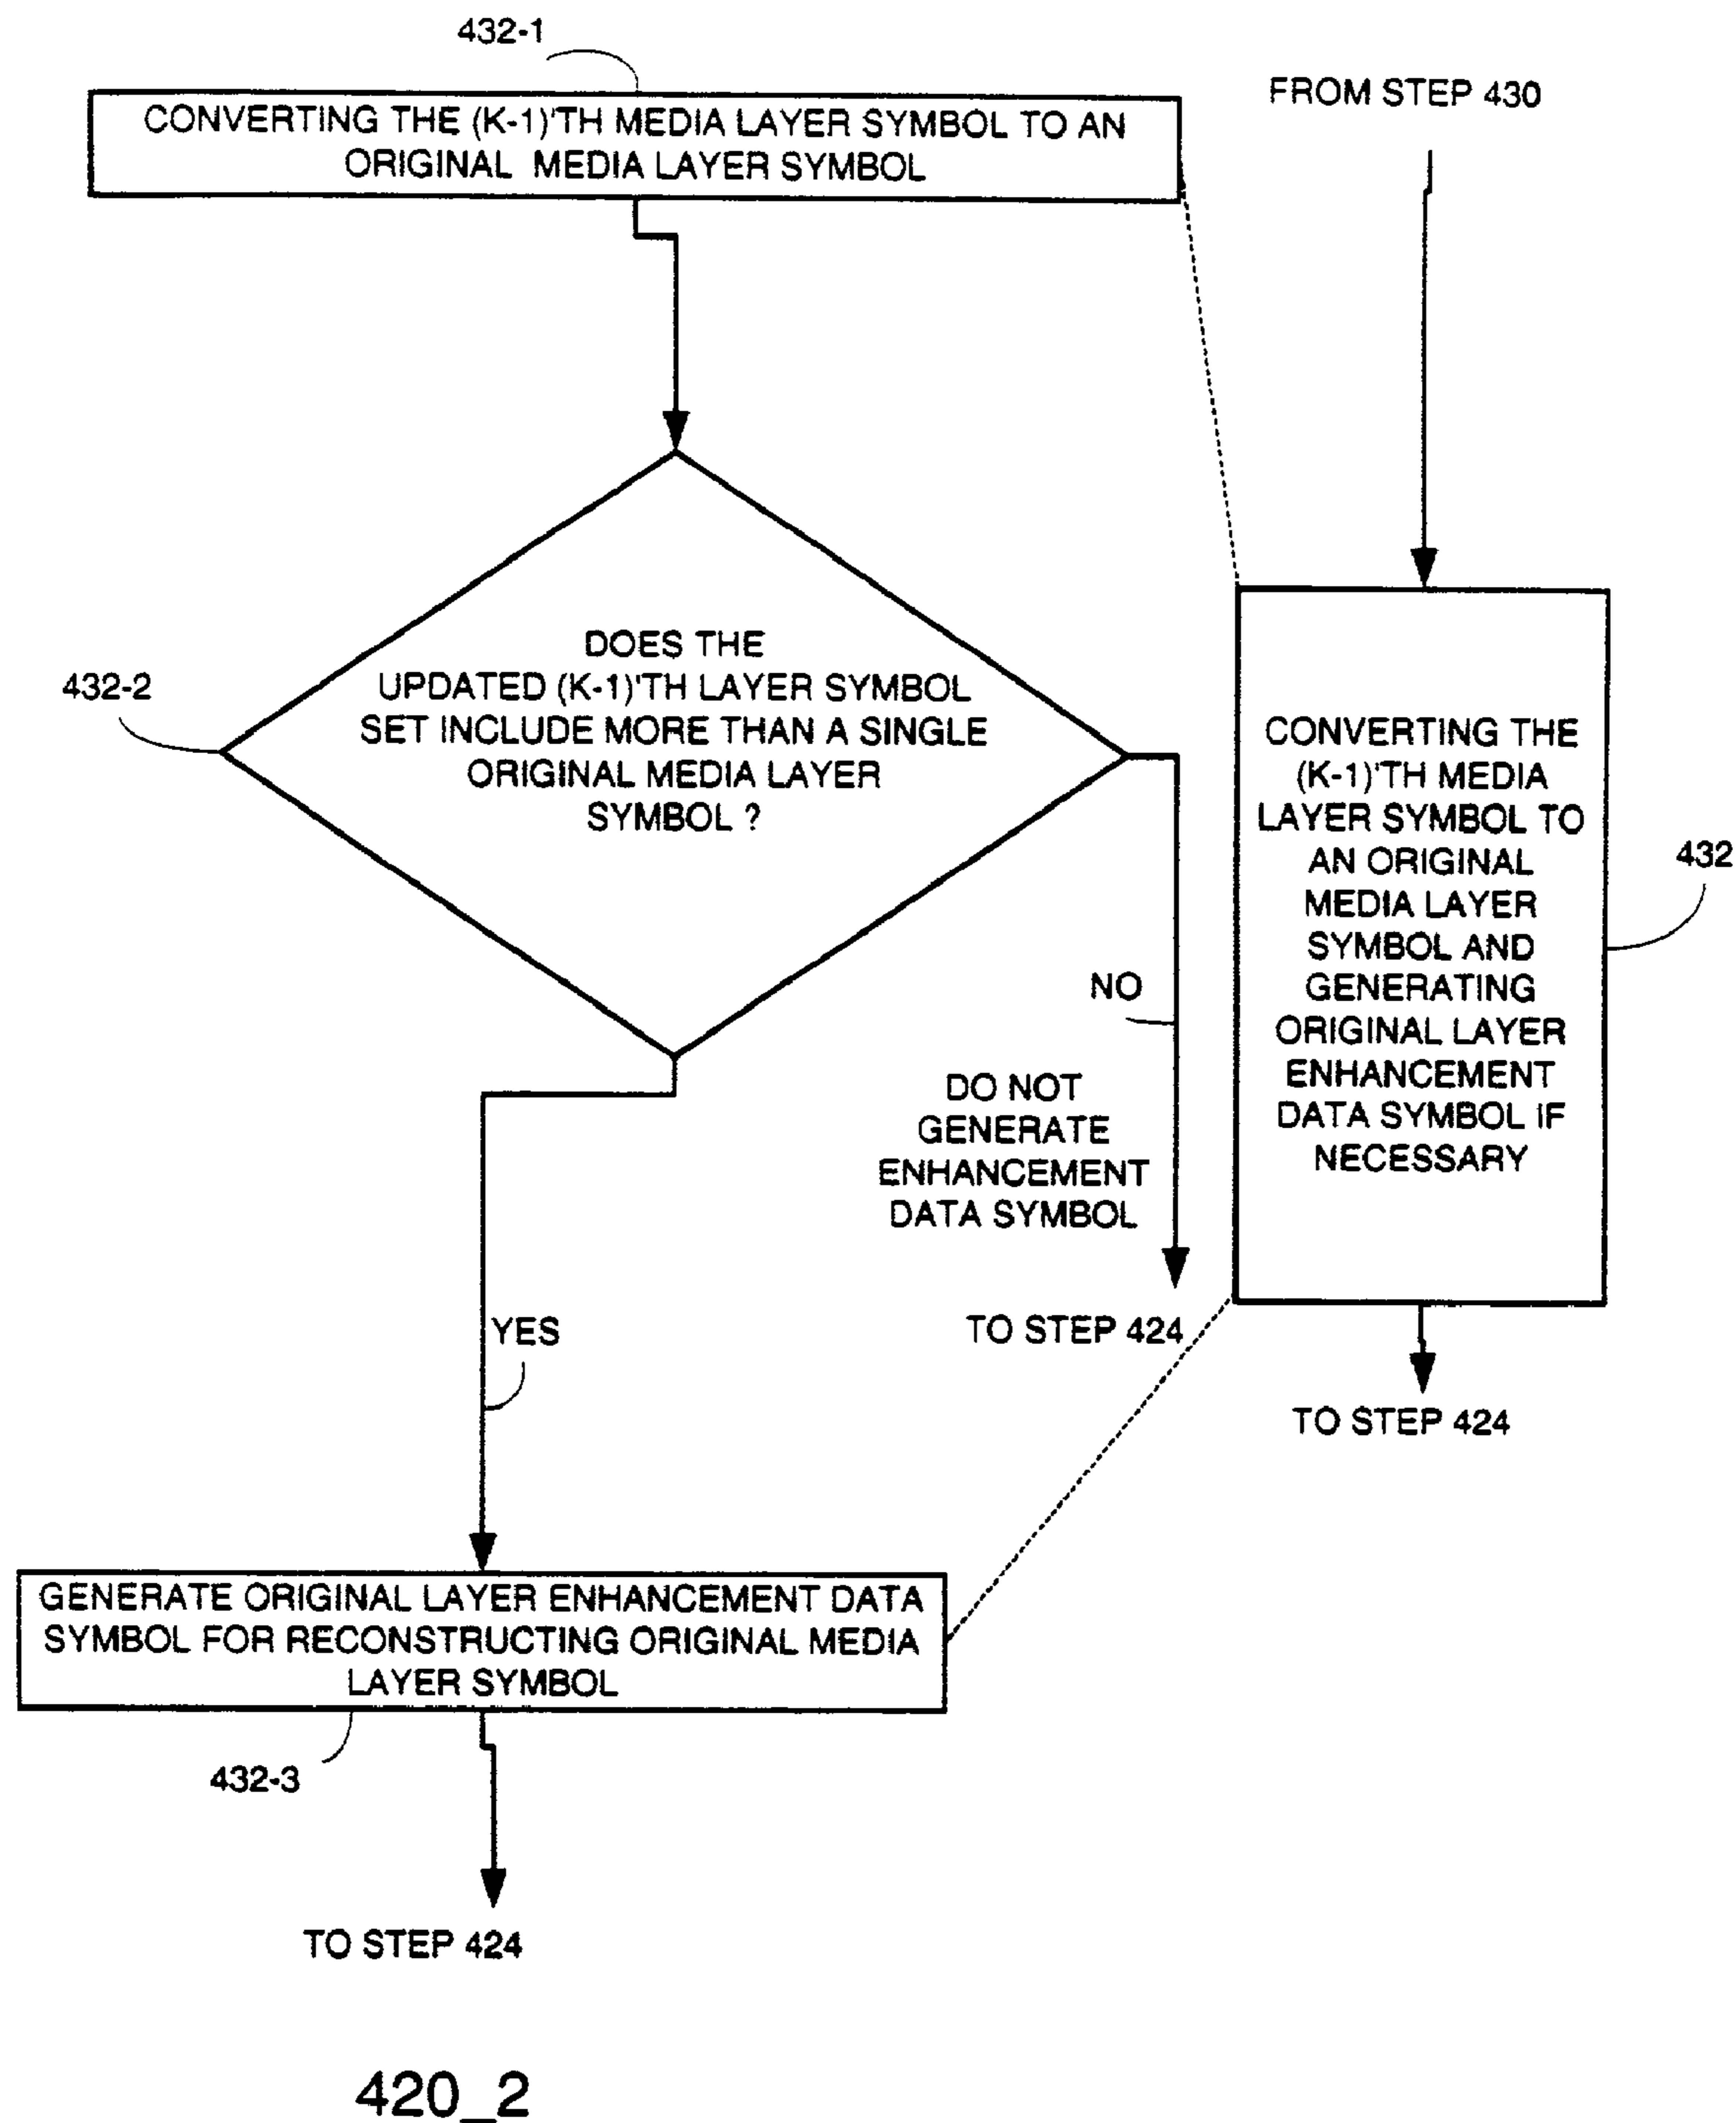 432-1
CONVERTING THE (K-1)'TH MEDIA LAYER SYMBOL TO AN
ORIGINAL MEDIA LAYER SYMBOL
FROM STEP 430
432-2
DOES THE
UPDATED (K-1)'TH LAYER SYMBOL
SET INCLUDE MORE THAN A SINGLE
ORIGINAL MEDIA LAYER
SYMBOL ?
CONVERTING THE
(K-1)'TH MEDIA
LAYER SYMBOL TO
AN ORIGINAL
MEDIA LAYER
SYMBOL AND
GENERATING
ORIGINAL LAYER
ENHANCEMENT
DATA SYMBOL IF
NECESSARY
432
NO
DO NOT
GENERATE
ENHANCEMENT
DATA SYMBOL
TO STEP 424
YES
TO STEP 424
GENERATE ORIGINAL LAYER ENHANCEMENT DATA
SYMBOL FOR RECONSTRUCTING ORIGINAL MEDIA
LAYER SYMBOL
432-3
TO STEP 424
420_2